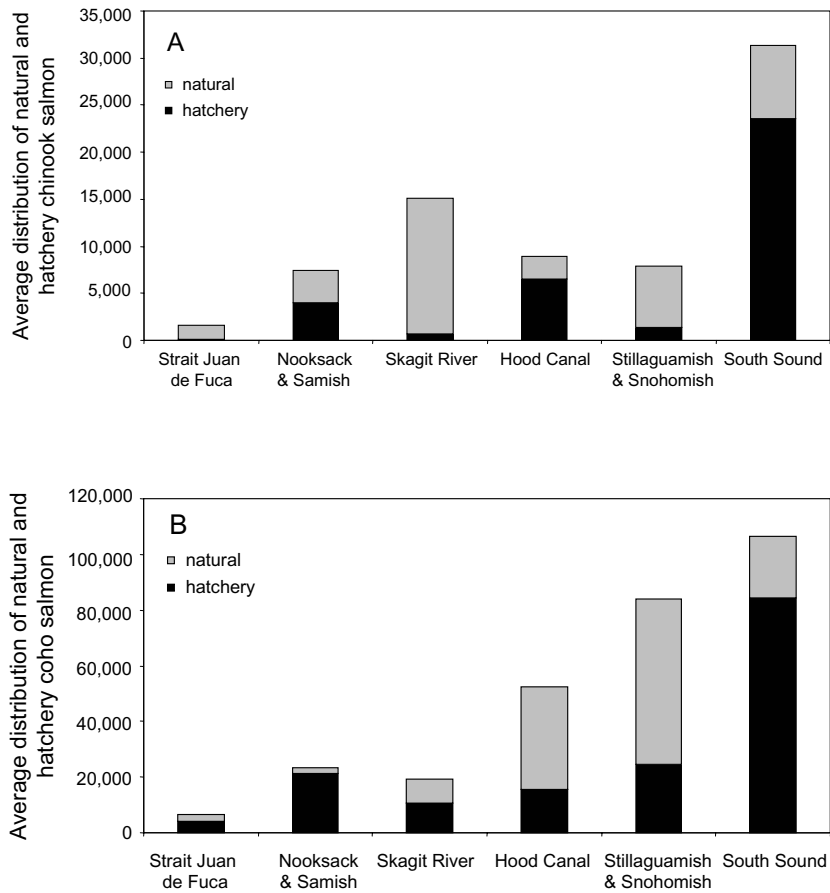 Average distribution of natural and
hatchery chinook salmon
35,000
30,000
25,000
20,000
15,000
10,000
5,000
0
A
natural
hatchery
Strait Juan
de Fuca
Nooksack
& Samish
Skagit River
Hood Canal
Stillaguamish
& Snohomish
South Sound
Average distribution of natural and
hatchery coho salmon
120,000
100,000
80,000
60,000
40,000
20,000
0
B
natural
hatchery
Strait Juan
de Fuca
Nooksack
& Samish
Skagit River
Hood Canal
Stillaguamish
& Snohomish
South Sound